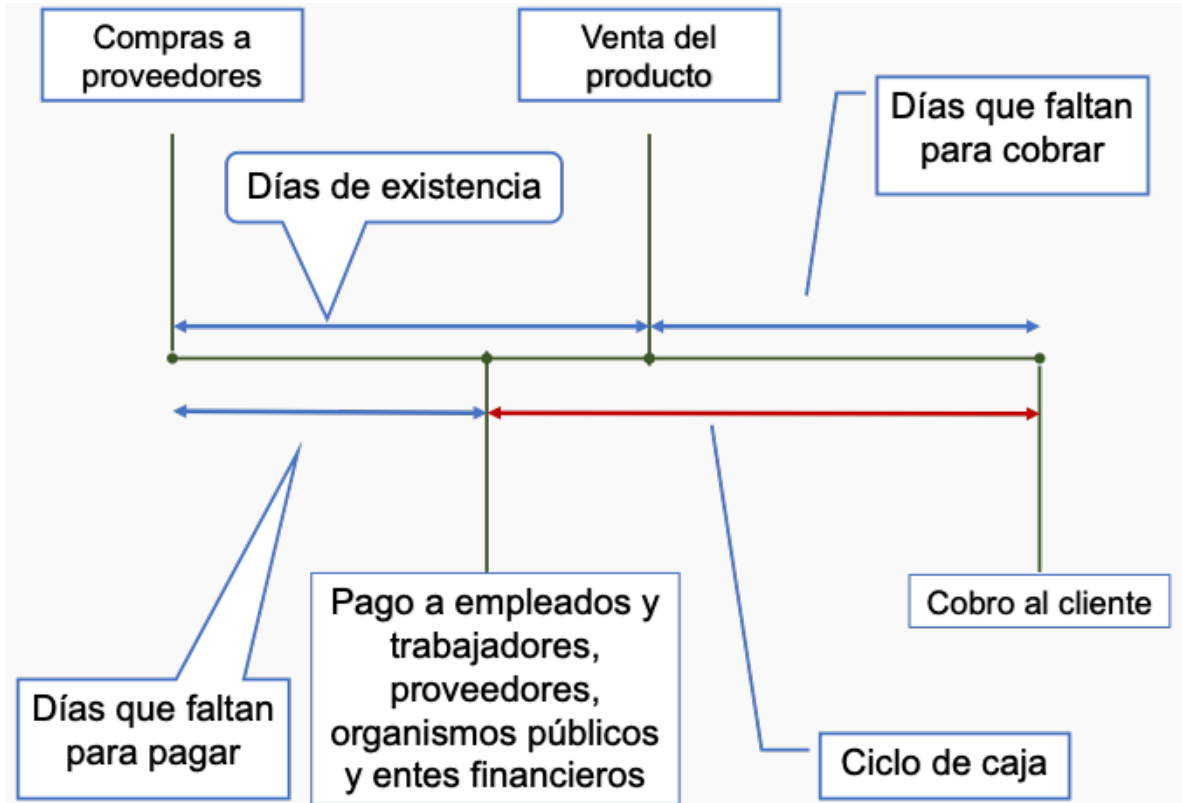 Compras a
proveedores
Venta del
producto
Días que faltan
para cobrar
Días de existencia
Pago a empleados y
trabajadores,
proveedores,
organismos públicos
y entes financieros
Cobro al cliente
Días que faltan
para pagar
Ciclo de caja